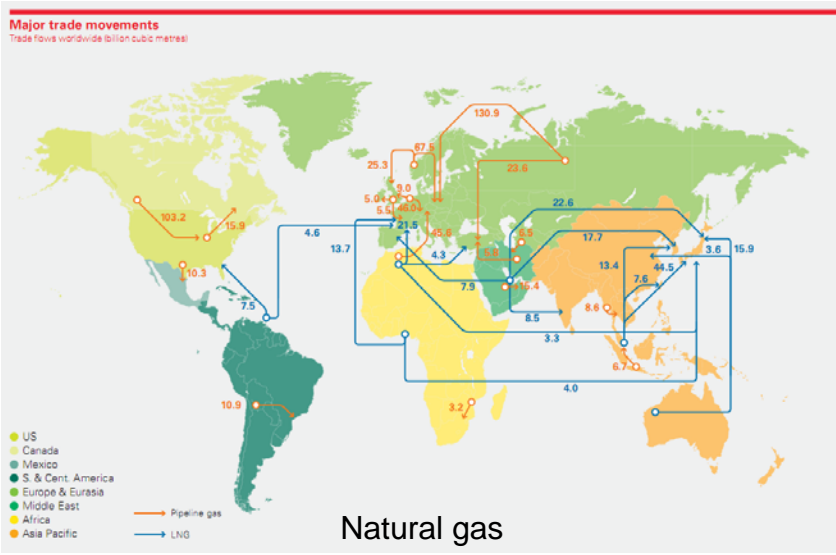 Major trade movements
Trade flows worldwide (billion cubic metres)
130.9
67.5
25.3
23.6
9.0
5.0
46.0
5.5
22.6
103.2
15.9
4.6
21.5
45.6
6.5
17.7
13.7
4.3
5.8
3.6
15.9
10.3
13.4
44.5
7.9
7.6
7.5
15.4
8.5
8.6
3.3
6.7
4.0
10.9
3.2
US
Canada
Mexico
S. & Cent. America
Europe & Eurasia
Middle East
Africa
Asia Pacific
Pipeline gas
LNG
Natural gas